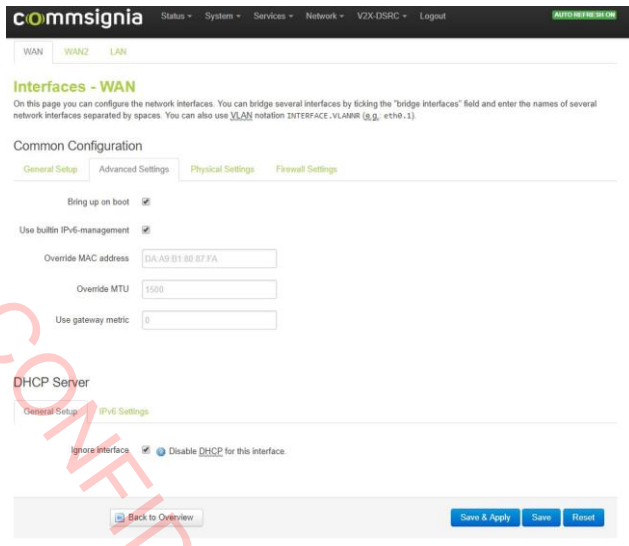 commsignia Status System Services Network V2X-DSRC Logout AUTO REFRESH ON
WAN WAN2 LAN
Interfaces - WAN
On this page you can configure the network interfaces. You can bridge several interfaces by ticking the "bridge interfaces" field and enter the names of several
network interfaces separated by spaces. You can also use VLAN notation INTERFACE.VLANNR (e.g.: eth0.1).
Common Configuration
General Setup Advanced Settings Physical Settings Firewall Settings
Bring up on boot
Use builtin IPv6-management
Override MAC address DA:A9:B1:80:87:FA
Override MTU 1500
Use gateway metric 0
DHCP Server
General Setup IPv6 Settings
Ignore interface Disable DHCP for this interface.
Back to Overview Save & Apply Save Reset
CONFID